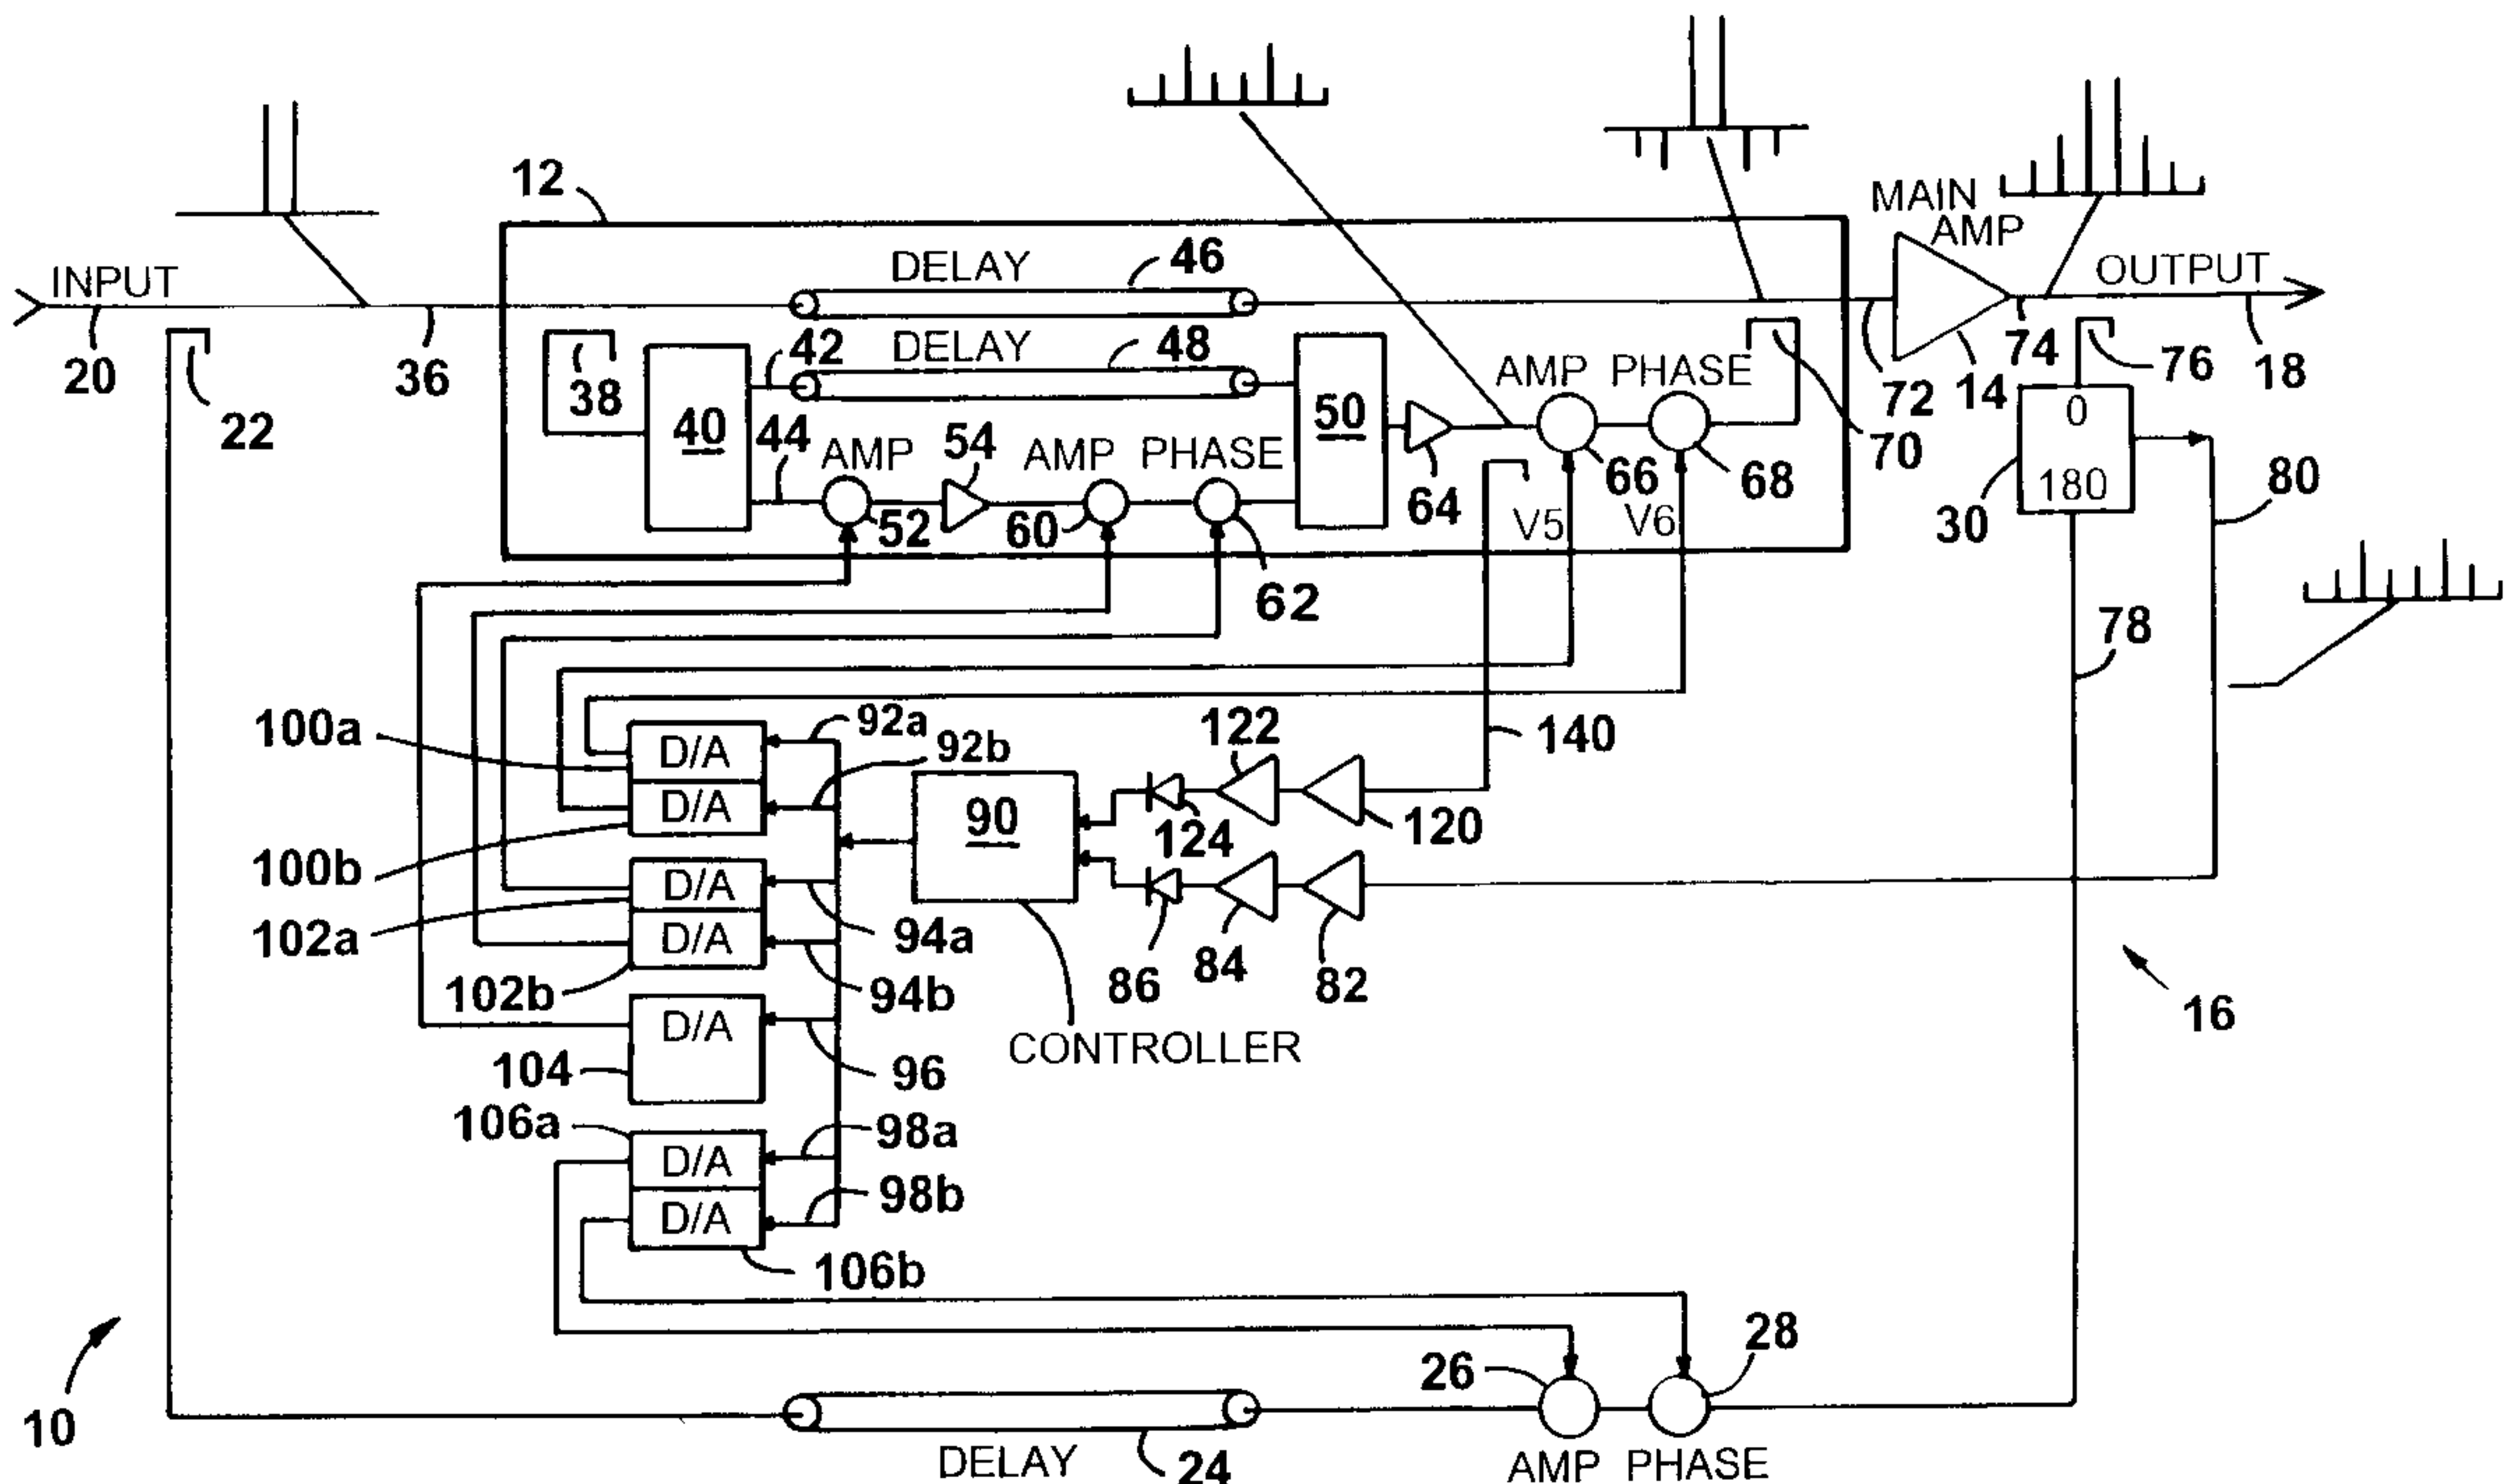 12
INPUT
20
22
36
DELAY
46
DELAY
48
38
40
42
44
AMP
52
54
AMP
60
PHASE
62
50
64
AMP PHASE
66
68
V5
V6
70
72
MAIN
AMP
14
74
OUTPUT
76
18
0
180
30
80
78
100a
D/A
92a
D/A
92b
100b
D/A
102a
94a
D/A
102b
94b
D/A
104
96
106a
98a
D/A
D/A
98b
106b
90
CONTROLLER
122
124
120
140
86
84
82
16
10
DELAY
24
26
28
AMP PHASE